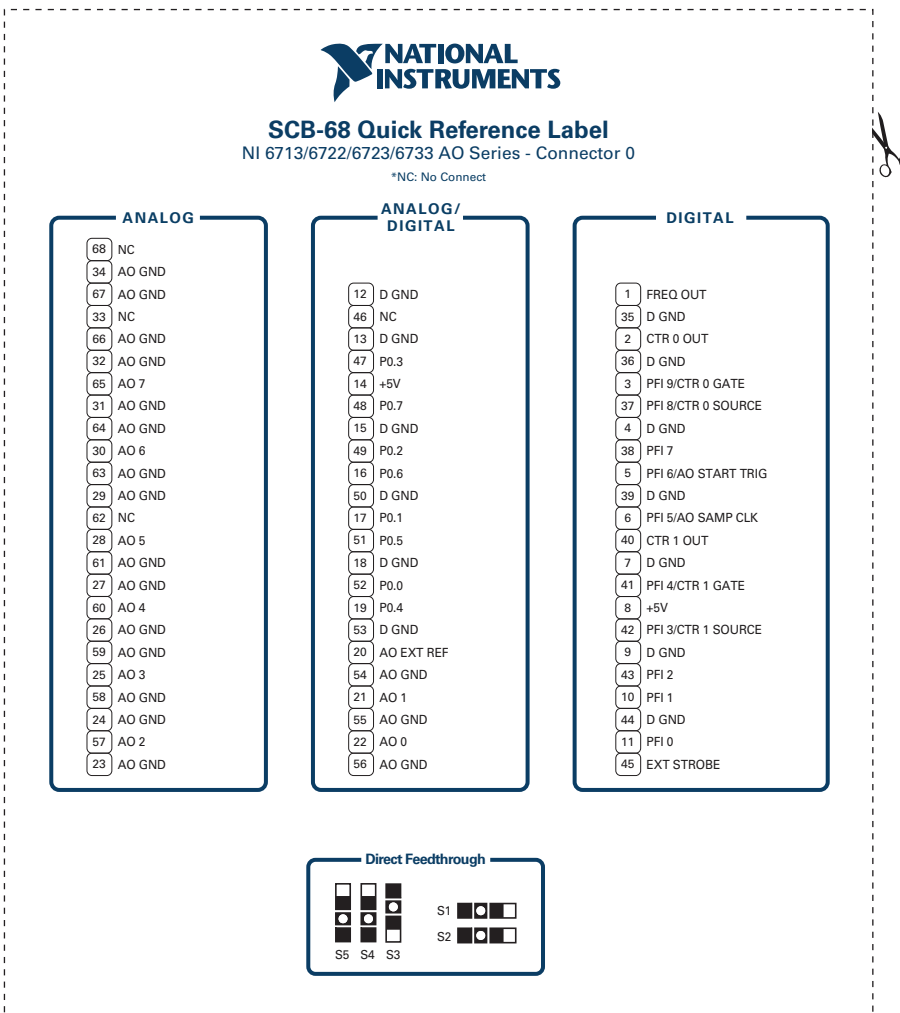 NATIONAL
INSTRUMENTS
SCB-68 Quick Reference Label
NI 6713/6722/6723/6733 AO Series - Connector 0
*NC: No Connect
ANALOG
68 NC
34 AO GND
67 AO GND
33 NC
66 AO GND
32 AO GND
65 AO 7
31 AO GND
64 AO GND
30 AO 6
63 AO GND
29 AO GND
62 NC
28 AO 5
61 AO GND
27 AO GND
60 AO 4
26 AO GND
59 AO GND
25 AO 3
58 AO GND
24 AO GND
57 AO 2
23 AO GND
ANALOG/
DIGITAL
12 D GND
46 NC
13 D GND
47 P0.3
14 +5V
48 P0.7
15 D GND
49 P0.2
16 P0.6
50 D GND
17 P0.1
51 P0.5
18 D GND
52 P0.0
19 P0.4
53 D GND
20 AO EXT REF
54 AO GND
21 AO 1
55 AO GND
22 AO 0
56 AO GND
DIGITAL
1 FREQ OUT
35 D GND
2 CTR 0 OUT
36 D GND
3 PFI 9/CTR 0 GATE
37 PFI 8/CTR 0 SOURCE
4 D GND
38 PFI 7
5 PFI 6/AO START TRIG
39 D GND
6 PFI 5/AO SAMP CLK
40 CTR 1 OUT
7 D GND
41 PFI 4/CTR 1 GATE
8 +5V
42 PFI 3/CTR 1 SOURCE
9 D GND
43 PFI 2
10 PFI 1
44 D GND
11 PFI 0
45 EXT STROBE
Direct Feedthrough
S5 S4 S3
S1
S2